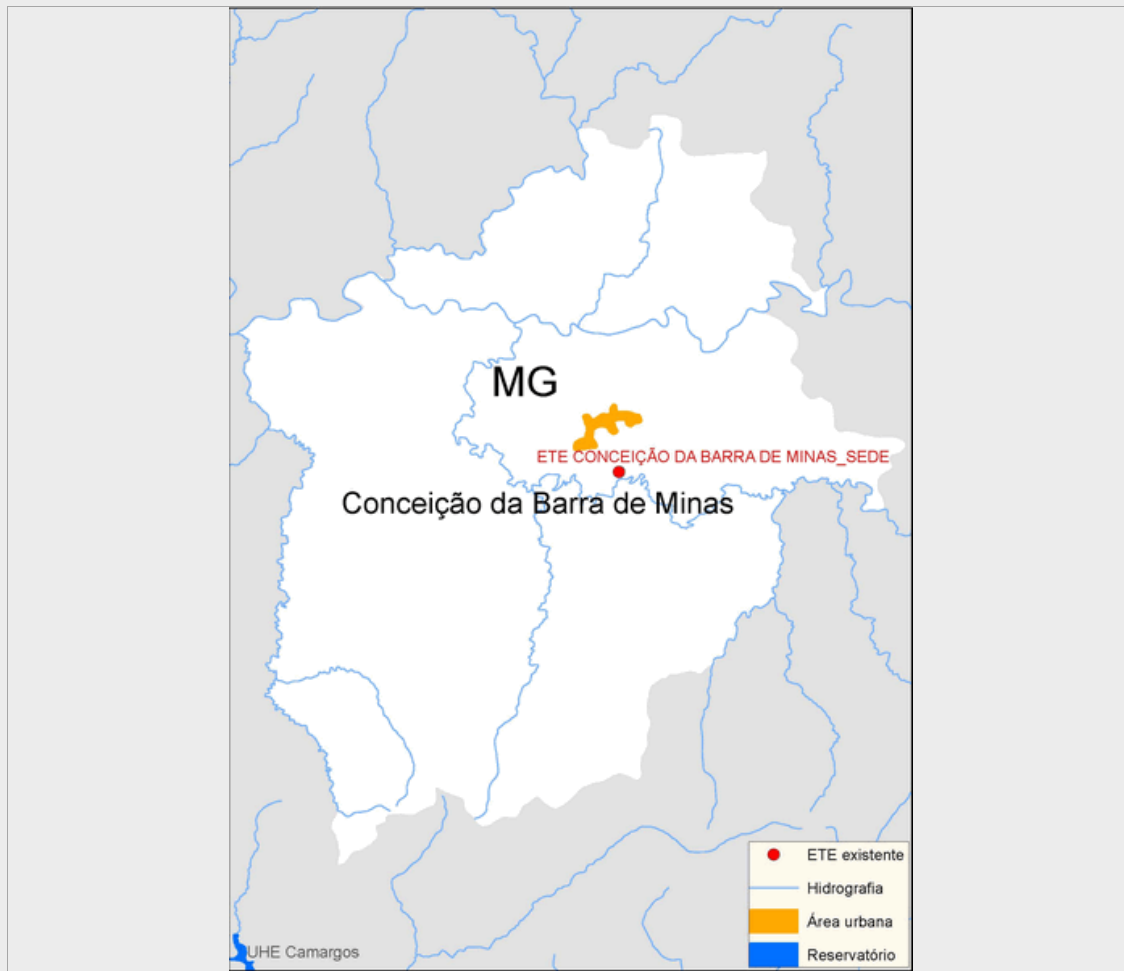 MG
ETE CONCEIÇÃO DA BARRA DE MINAS_SEDE
Conceição da Barra de Minas
ETE existente
Hidrografia
Área urbana
Reservatório
UHE Camargos